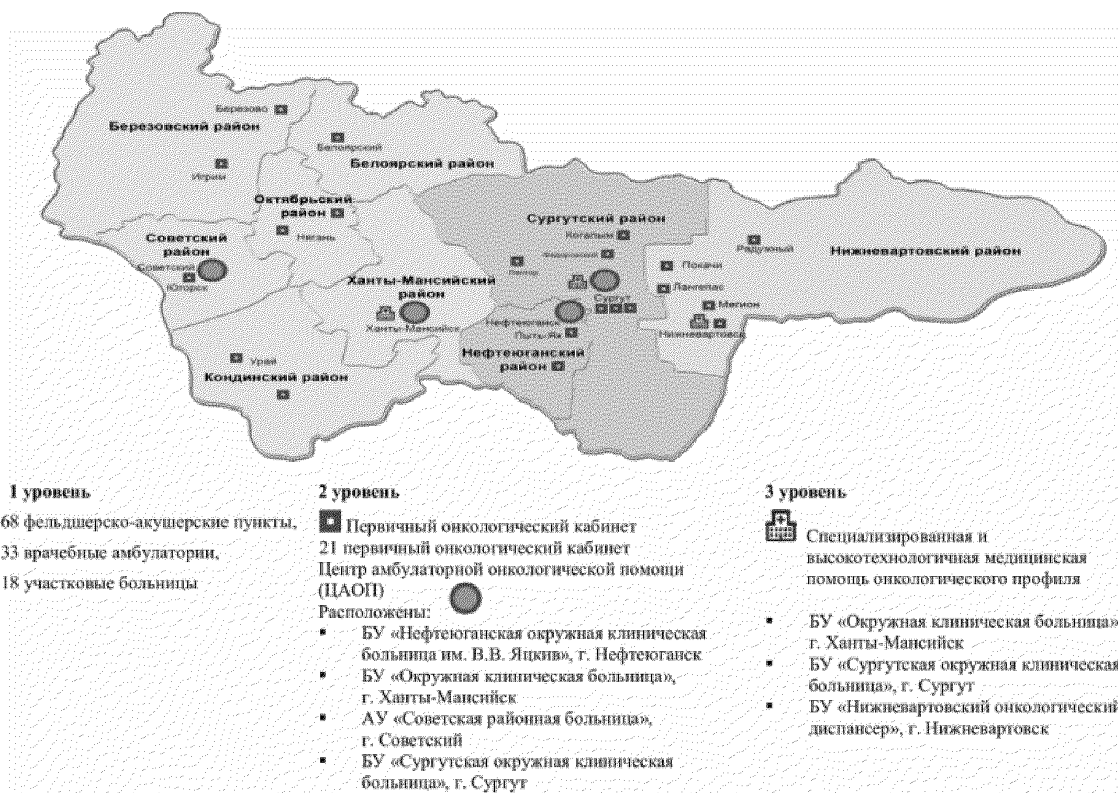 Березово
Березовский район
Белоярский
Белоярский район
Игрим
Октябрьский
район
Нягань
Советский
район
Советский
Югорск
Ханты-Мансийский
район
Ханты-Мансийск
Сургутский район
Когалым
Федоровский
Лянтор
Сургут
Нефтеюганск
Пыть-Ях
Нефтеюганский
район
Урай
Кондинский район
Покачи
Лангепас
Радужный
Мегион
Нижневартовск
Нижневартовский район
1 уровень
68 фельдшерско-акушерские пункты,
33 врачебные амбулатории,
18 участковые больницы
2 уровень
Первичный онкологический кабинет
21 первичный онкологический кабинет
Центр амбулаторной онкологической помощи
(ЦАОП)
Расположены:
▪ БУ «Нефтеюганская окружная клиническая
больница им. В.В. Яцкив», г. Нефтеюганск
▪ БУ «Окружная клиническая больница»,
г. Ханты-Мансийск
▪ АУ «Советская районная больница»,
г. Советский
▪ БУ «Сургутская окружная клиническая
больница», г. Сургут
3 уровень
Специализированная и
высокотехнологичная медицинская
помощь онкологического профиля
▪ БУ «Окружная клиническая больница»
г. Ханты-Мансийск
▪ БУ «Сургутская окружная клиническая
больница», г. Сургут
▪ БУ «Нижневартовский онкологический
диспансер», г. Нижневартовск